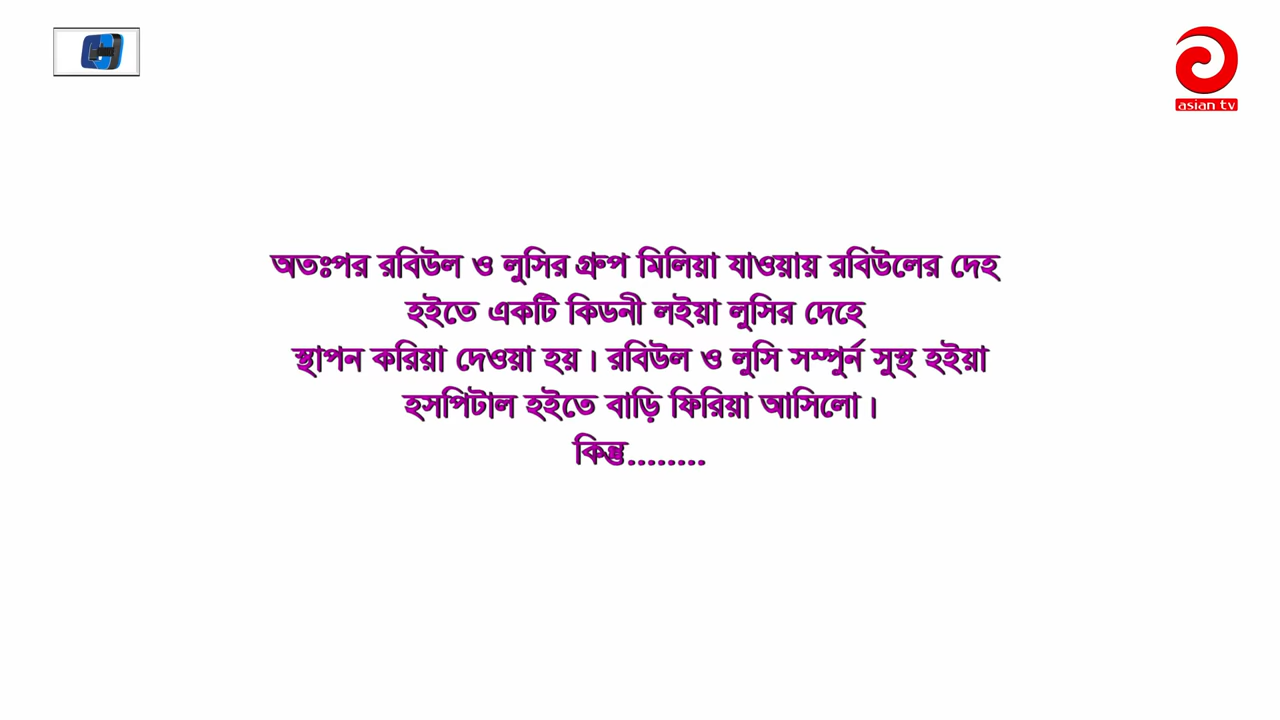 asian tv
অতঃপর রবিউল ও লুসির গ্রুপ মিলিয়া যাওয়ায় রবিউলের দেহ
হইতে একটি কিডনী লইয়া লুসির দেহে
স্থাপন করিয়া দেওয়া হয়। রবিউল ও লুসি সম্পুর্ন সুস্থ হইয়া
হসপিটাল হইতে বাড়ি ফিরিয়া আসিলো।
কিন্তু........